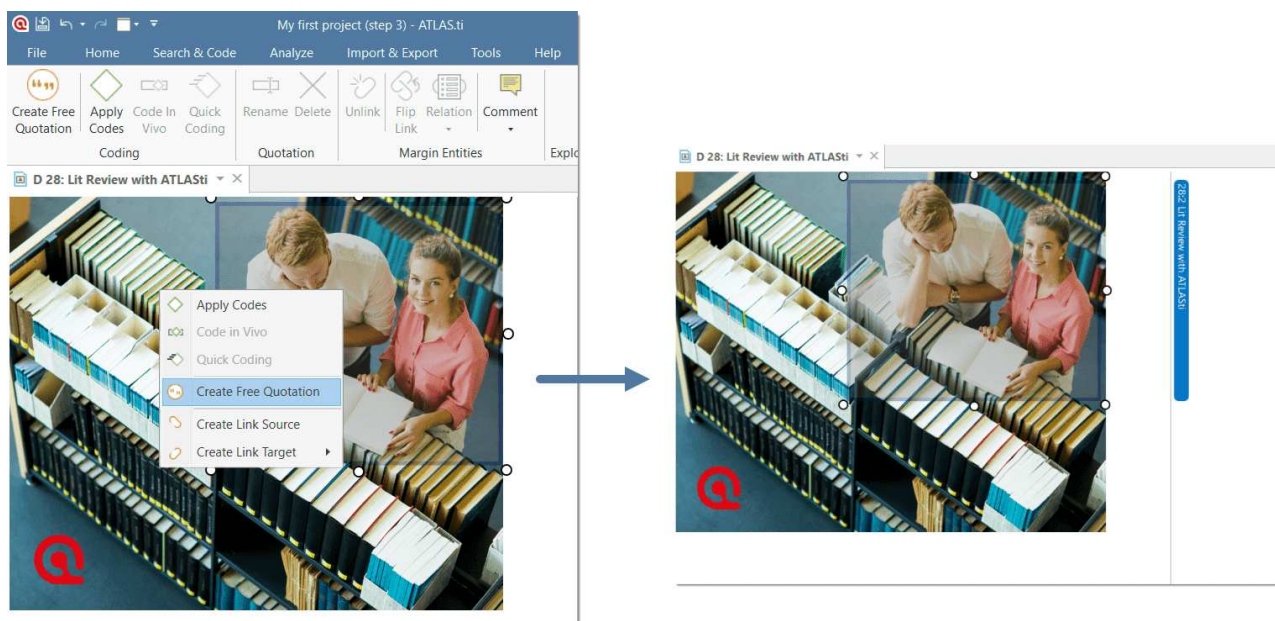 My first project (step 3) - ATLAS.ti
File Home Search & Code Analyze Import & Export Tools Help
Create Free Quotation
Apply Codes
Code In Vivo
Quick Coding
Rename
Delete
Unlink
Flip Link
Relation
Comment
Coding
Quotation
Margin Entities
Explo
D 28: Lit Review with ATLASti
Apply Codes
Code in Vivo
Quick Coding
Create Free Quotation
Create Link Source
Create Link Target
D 28: Lit Review with ATLASti
28:2 Lit Review with ATLASti